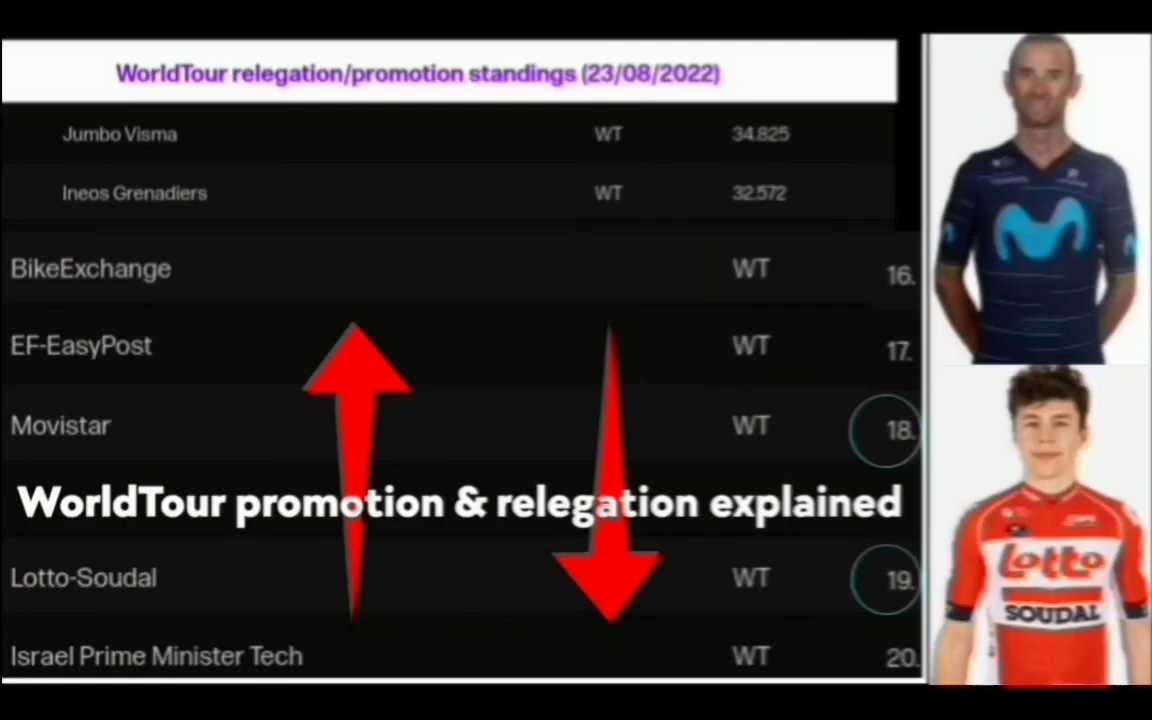 WorldTour relegation/promotion standings (23/08/2022)
Jumbo Visma WT 34.825
Ineos Grenadiers WT 32.572
BikeExchange WT 16.
EF-EasyPost WT 17.
Movistar WT 18.
WorldTour promotion & relegation explained
Lotto-Soudal WT 19.
Israel Prime Minister Tech WT 20.
Lotto
SOUDAL